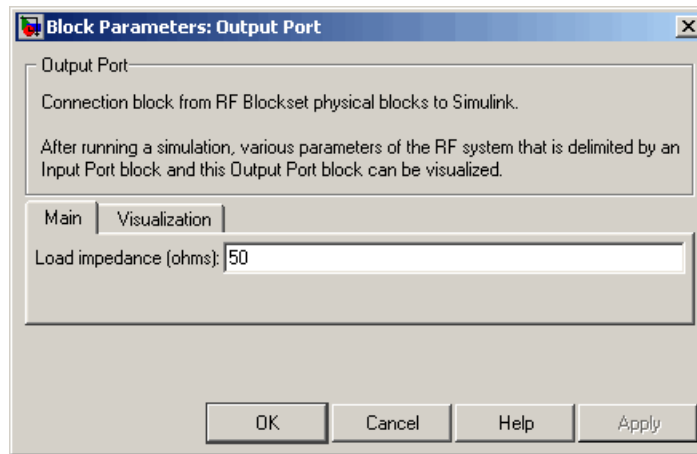 Block Parameters: Output Port
Output Port
Connection block from RF Blockset physical blocks to Simulink.
After running a simulation, various parameters of the RF system that is delimited by an
Input Port block and this Output Port block can be visualized.
Main Visualization
Load impedance (ohms): 50
OK Cancel Help Apply